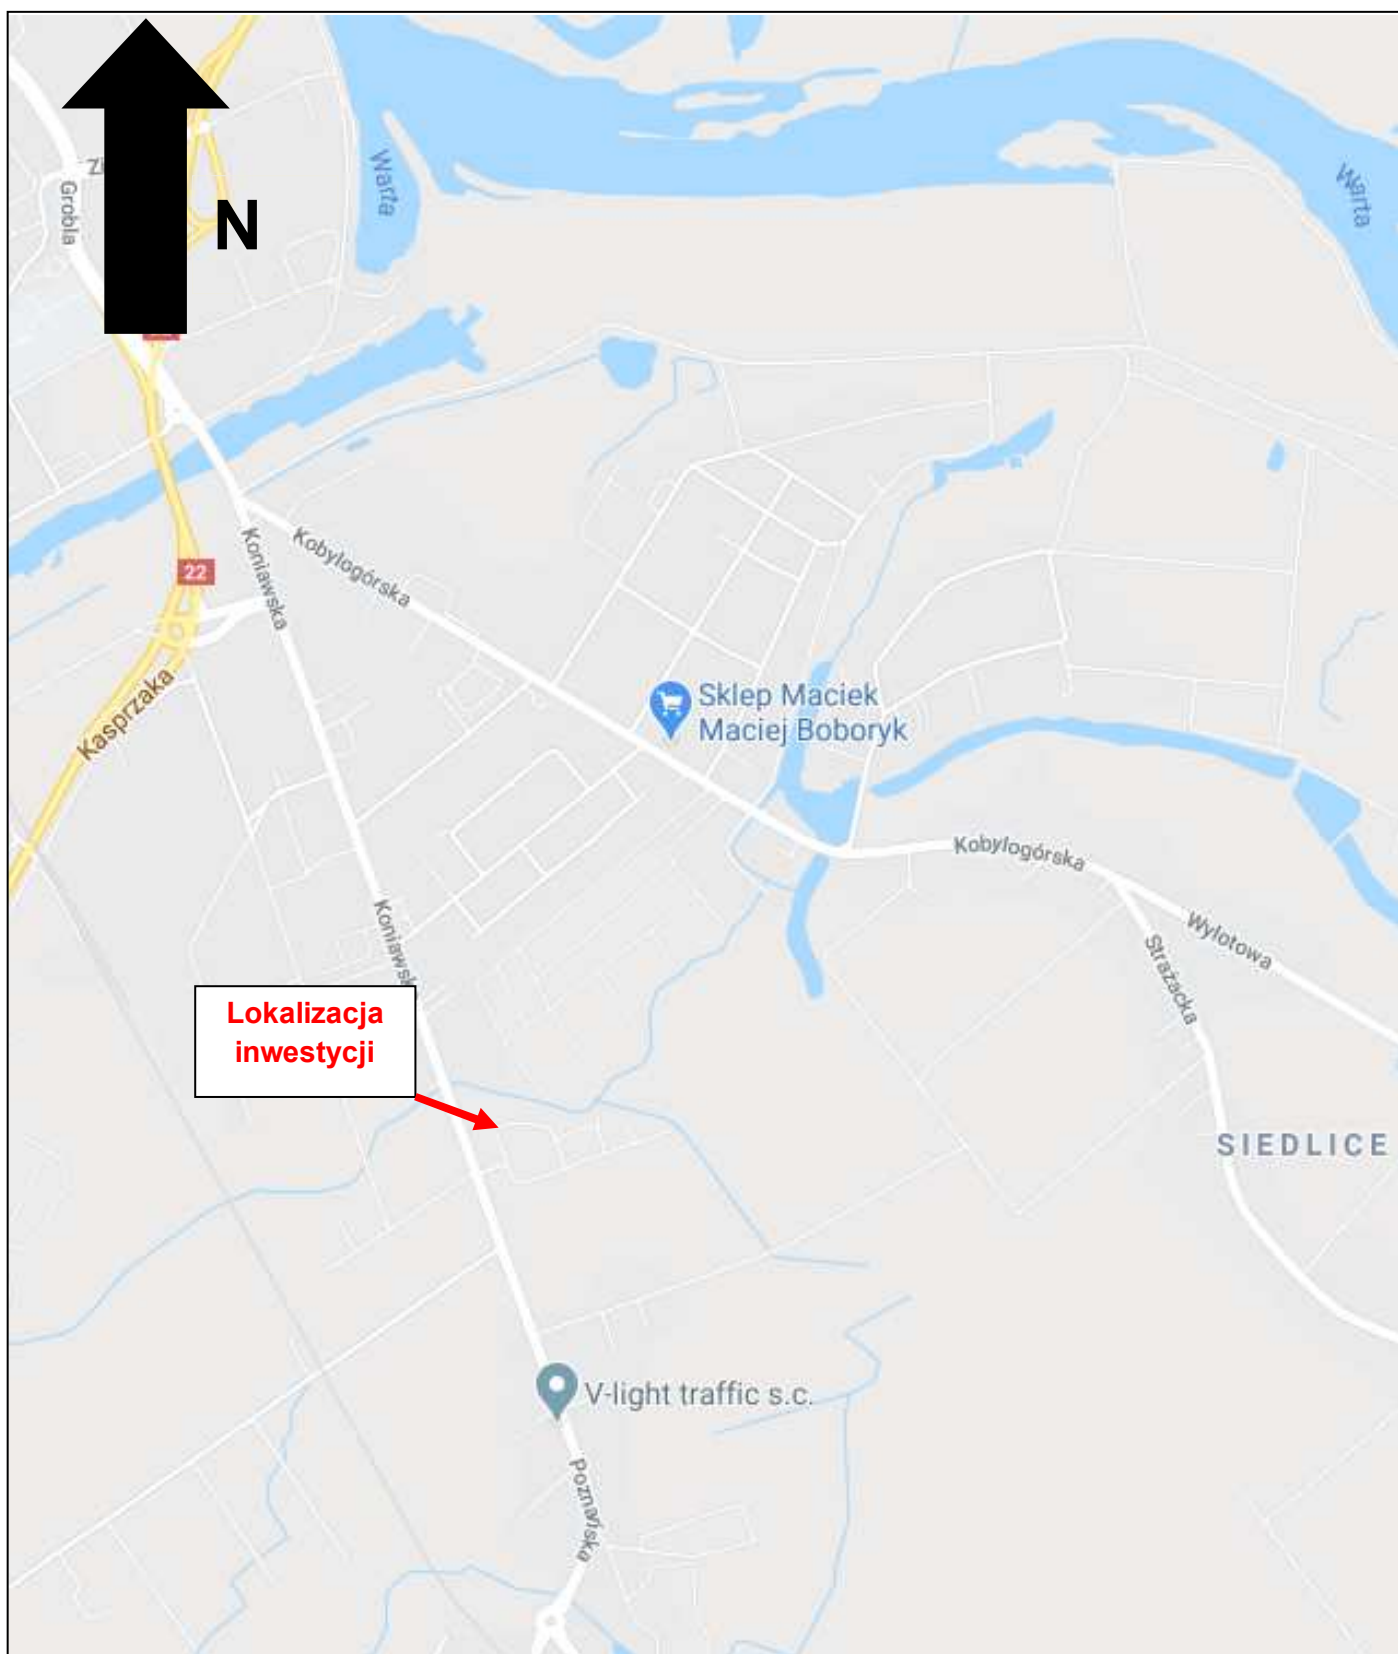 N
Warta
Warta
Grobla
Koniawska
Kobylogórska
22
Kasprzaka
Sklep Maciek
Maciej Boboryk
Kobylogórska
Wylotowa
Strażacka
Lokalizacja
inwestycji
SIEDLICE
V-light traffic s.c.
Poznańska